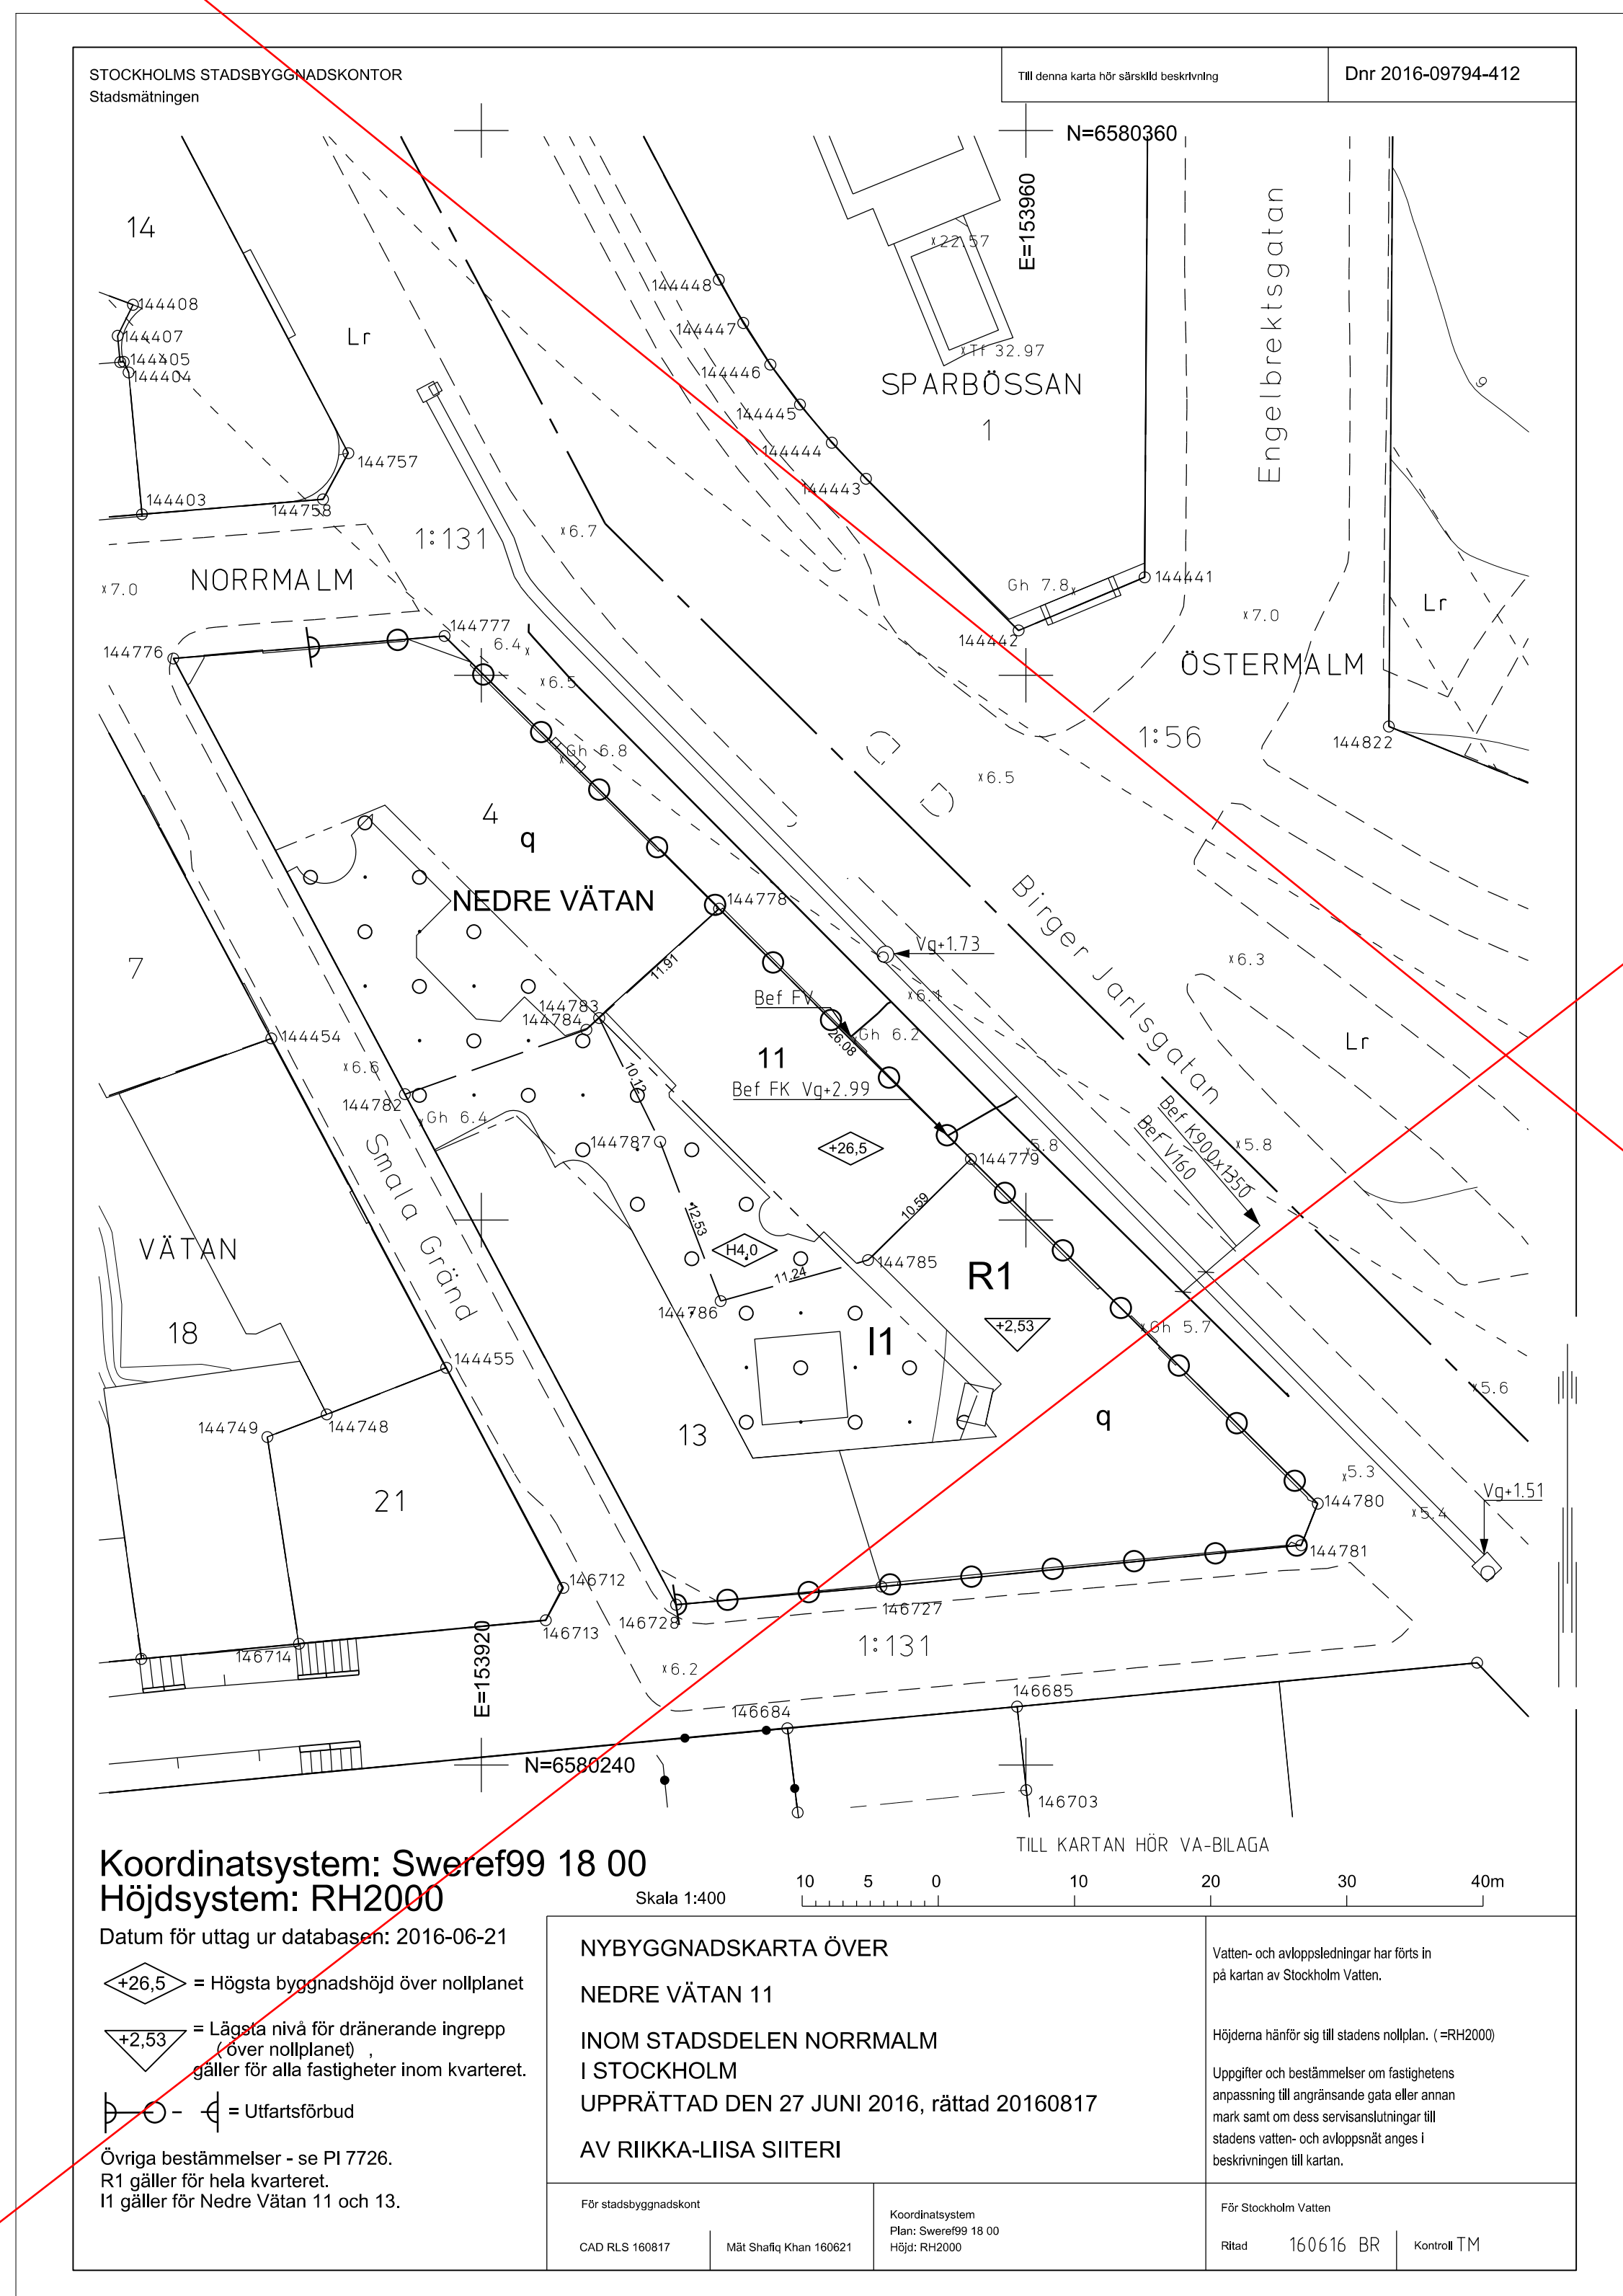 STOCKHOLMS STADSBYGGNADSKONTOR
Stadsmätningen
Till denna karta hör särskild beskrivning
Dnr 2016-09794-412
N=6580360
E=153960
14
x22.57
Engelbrektsgatan
144448
144408
144447
144407
Lr
144405
144446
xTf 32.97
144404
SPARBÖSSAN
9
144445
1
144444
144757
144443
144403
144758
1:131
x6.7
NORRMALM
x7.0
Gh 7.8x
144441
Lr
x7.0
144777
144442
144776
6.4x
ÖSTERMALM
x6.5
1:56
144822
Gh 6.8
x6.5
4
q
NEDRE VÄTAN
144778
Birger Jarlsgatan
Vg+1.73
7
11.91
x6.3
Bef FV
x6.1
144783
144784
26.08
Gh 6.2
144454
11
Lr
x6.6
10.12
Bef FK Vg+2.99
144782
xGh 6.4
Bef K900x1350
Bef V160
144787
+26,5
x5.8
144779
x5.8
Smala Gränd
12.53
10.59
VÄTAN
H4,0
144785
R1
11.24
144786
+2,53
18
I1
xGh 5.7
144455
x5.6
144749
144748
13
q
21
x5.3
144780
Vg+1.51
x5.4
144781
146712
146728
146727
146713
1:131
146714
E=153920
x6.2
146685
146684
N=6580240
146703
TILL KARTAN HÖR VA-BILAGA
Koordinatsystem: Sweref99 18 00
Höjdsystem: RH2000
Skala 1:400
10 5 0 10 20 30 40m
Datum för uttag ur databasen: 2016-06-21
+26,5 = Högsta byggnadshöjd över nollplanet
+2,53 = Lägsta nivå för dränerande ingrepp
(över nollplanet) ,
gäller för alla fastigheter inom kvarteret.
= Utfartsförbud
Övriga bestämmelser - se Pl 7726.
R1 gäller för hela kvarteret.
I1 gäller för Nedre Vätan 11 och 13.
NYBYGGNADSKARTA ÖVER
NEDRE VÄTAN 11
INOM STADSDELEN NORRMALM
I STOCKHOLM
UPPRÄTTAD DEN 27 JUNI 2016, rättad 20160817
AV RIIKKA-LIISA SIITERI
Vatten- och avloppsledningar har förts in
på kartan av Stockholm Vatten.
Höjderna hänför sig till stadens nollplan. ( =RH2000)
Uppgifter och bestämmelser om fastighetens
anpassning till angränsande gata eller annan
mark samt om dess servisanslutningar till
stadens vatten- och avloppsnät anges i
beskrivningen till kartan.
För stadsbyggnadskont
CAD RLS 160817
Mät Shafiq Khan 160621
Koordinatsystem
Plan: Sweref99 18 00
Höjd: RH2000
För Stockholm Vatten
Ritad 160616 BR
Kontroll TM